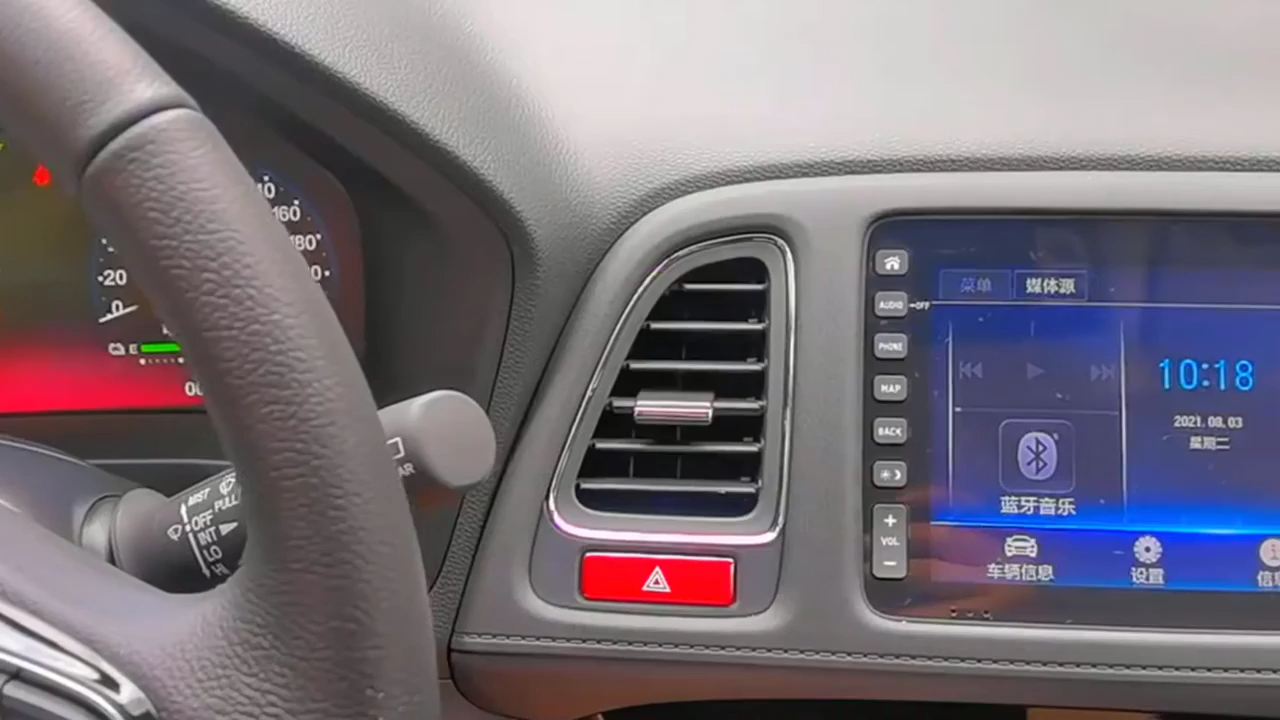 160
180
20
0
E
MIST
PULL
OFF
INT
LO
HI
AUDIO
OFF
PHONE
MAP
BACK
+
VOL
−
菜单
媒体源
10:18
2021.08.03
星期二
蓝牙音乐
车辆信息
设置